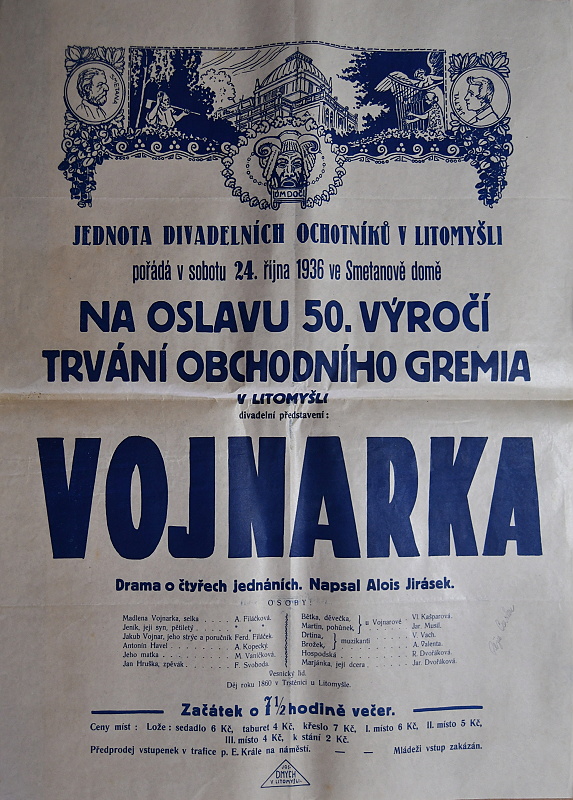 SMETANA
JEDNOTA DIVADELNÍCH OCHOTNÍKŮ V LITOMYŠLI
pořádá v sobotu 24. října 1936 ve Smetanově domě
NA OSLAVU 50. VÝROČÍ
TRVÁNÍ OBCHODNÍHO GREMIA
V LITOMYŠLI
divadelní představení:
VOJNARKA
Drama o čtyřech jednáních. Napsal Alois Jirásek.
OSOBY:
Madlena Vojnarka, selka . . . . A. Filáčková.
Jeník, její syn, pětiletý
Jakub Vojnar, jeho strýc a poručník Ferd. Filáček.
Antonín Havel . . . . A. Kopecký.
Jeho matka . . . . M. Vaníčková.
Jan Hruška, zpěvák . . . . F. Svoboda.
Bětka, děvečka, } u Vojnarové . Vl. Kašparová.
Martin, pohůnek, } Jar. Musil.
Drtina, } muzikanti . . V. Vach.
Brožek, } A. Valenta.
Hospodská . . . . R. Dvořáková.
Marjánka, její dcera . . . . Jar. Dvořáková.
Vesnický lid.
Děj roku 1860 v Trstěnici u Litomyšle.
Začátek o 7½ hodině večer.
Ceny míst: Lože: sedadlo 6 Kč, taburet 4 Kč, křeslo 7 Kč, I. místo 6 Kč, II. místo 5 Kč,
III. místo 4 Kč, k stání 2 Kč.
Předprodej vstupenek v trafice p. E. Krále na náměstí. — — Mládeži vstup zakázán.
JOS.
DMYCH
V LITOMYŠLI.